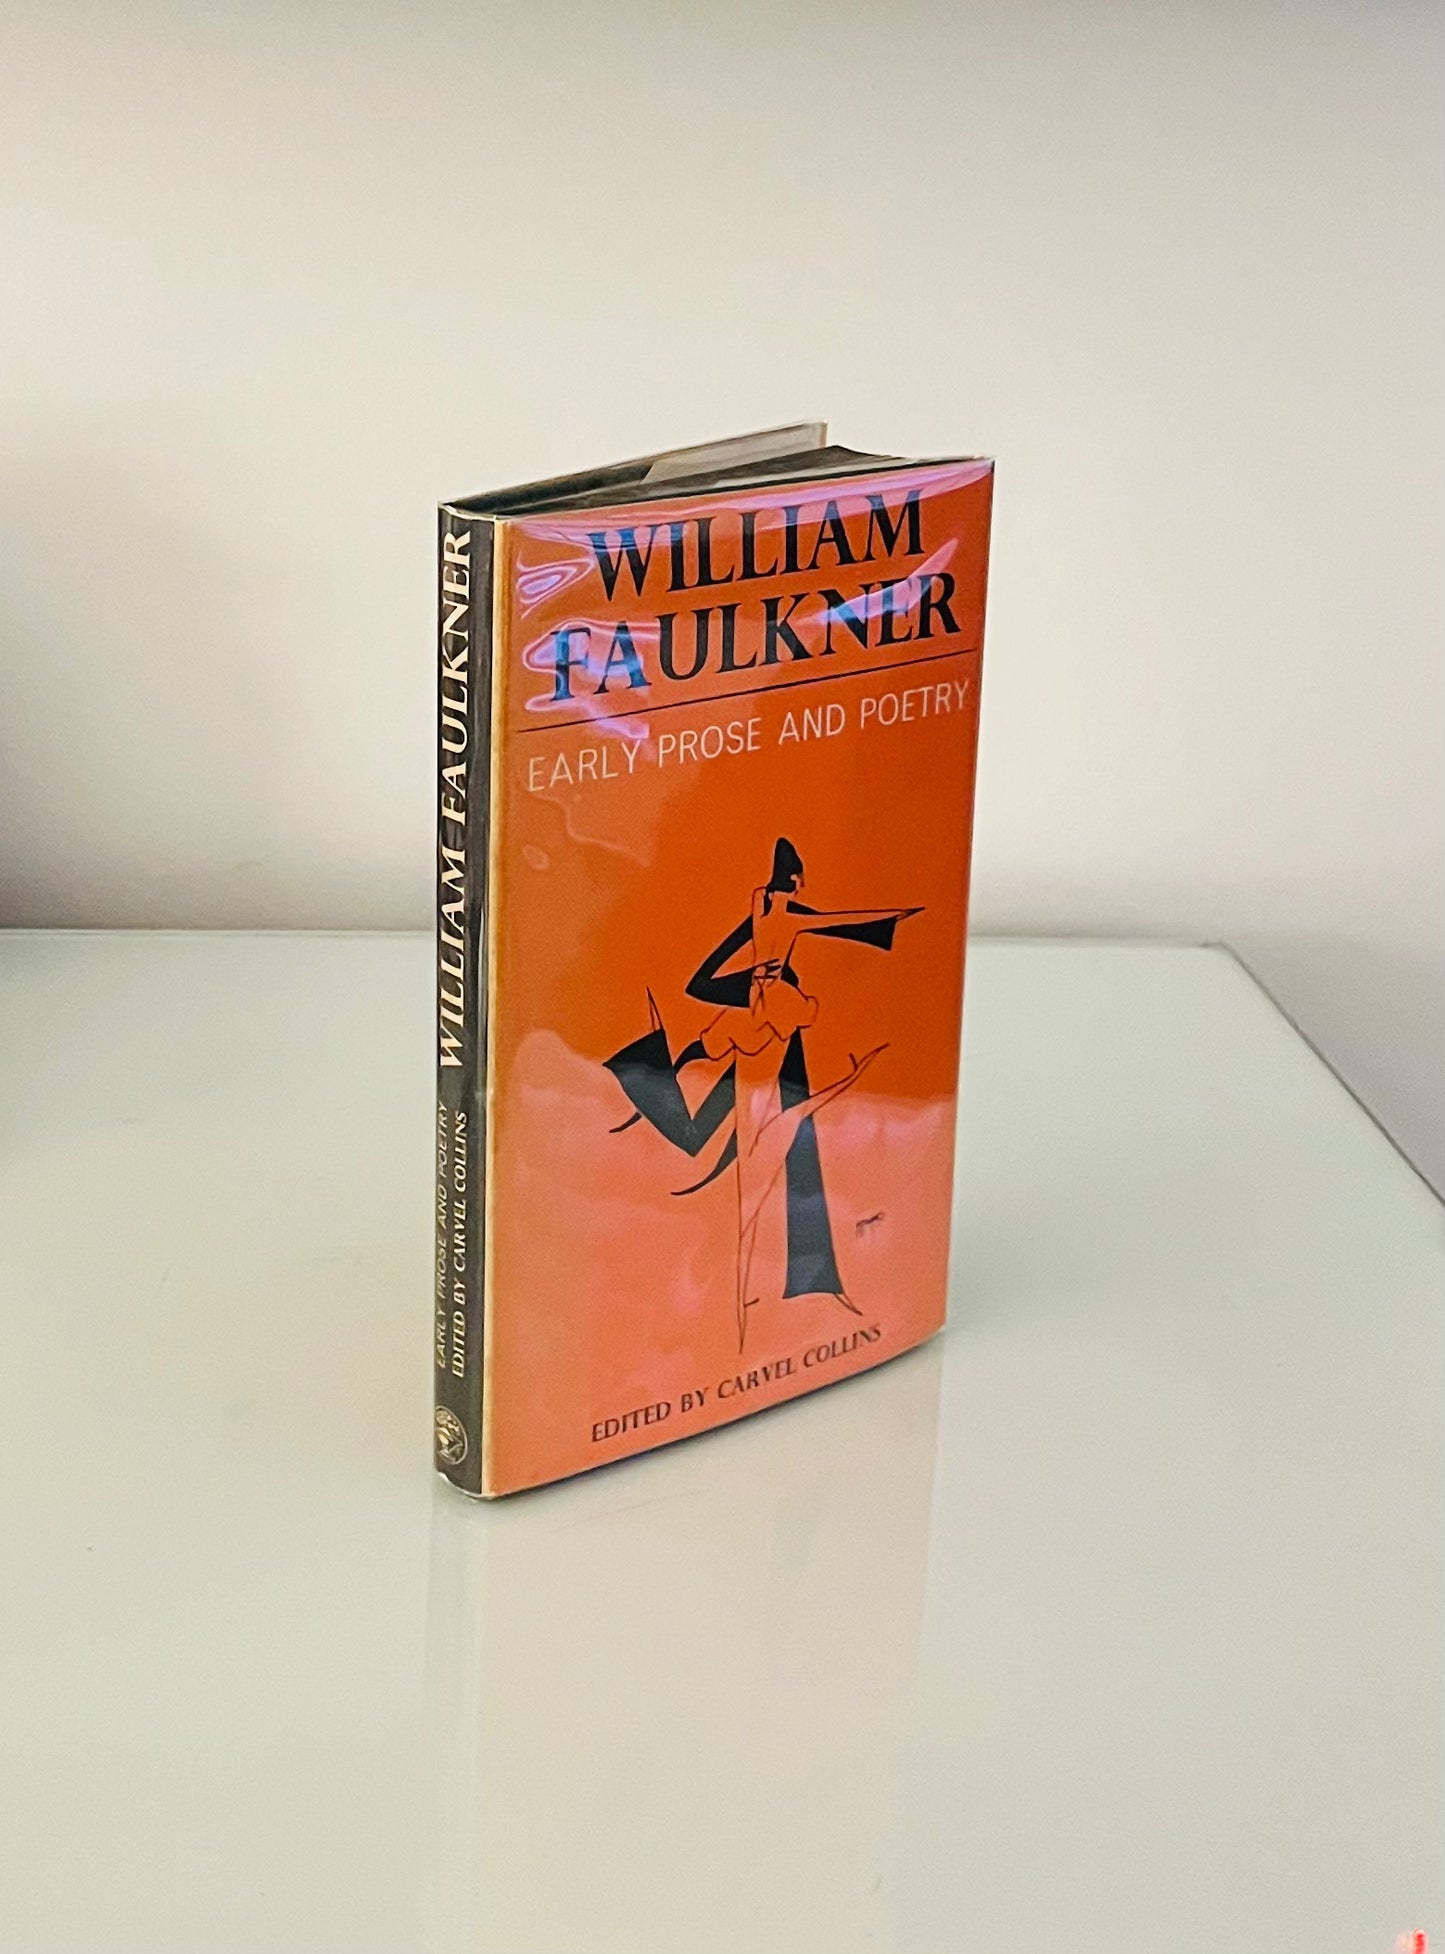 WILLIAM
FAULKNER
EARLY PROSE AND POETRY
EDITED BY CARVEL COLLINS
WILLIAM FAULKNER
EARLY PROSE AND POETRY
EDITED BY CARVEL COLLINS